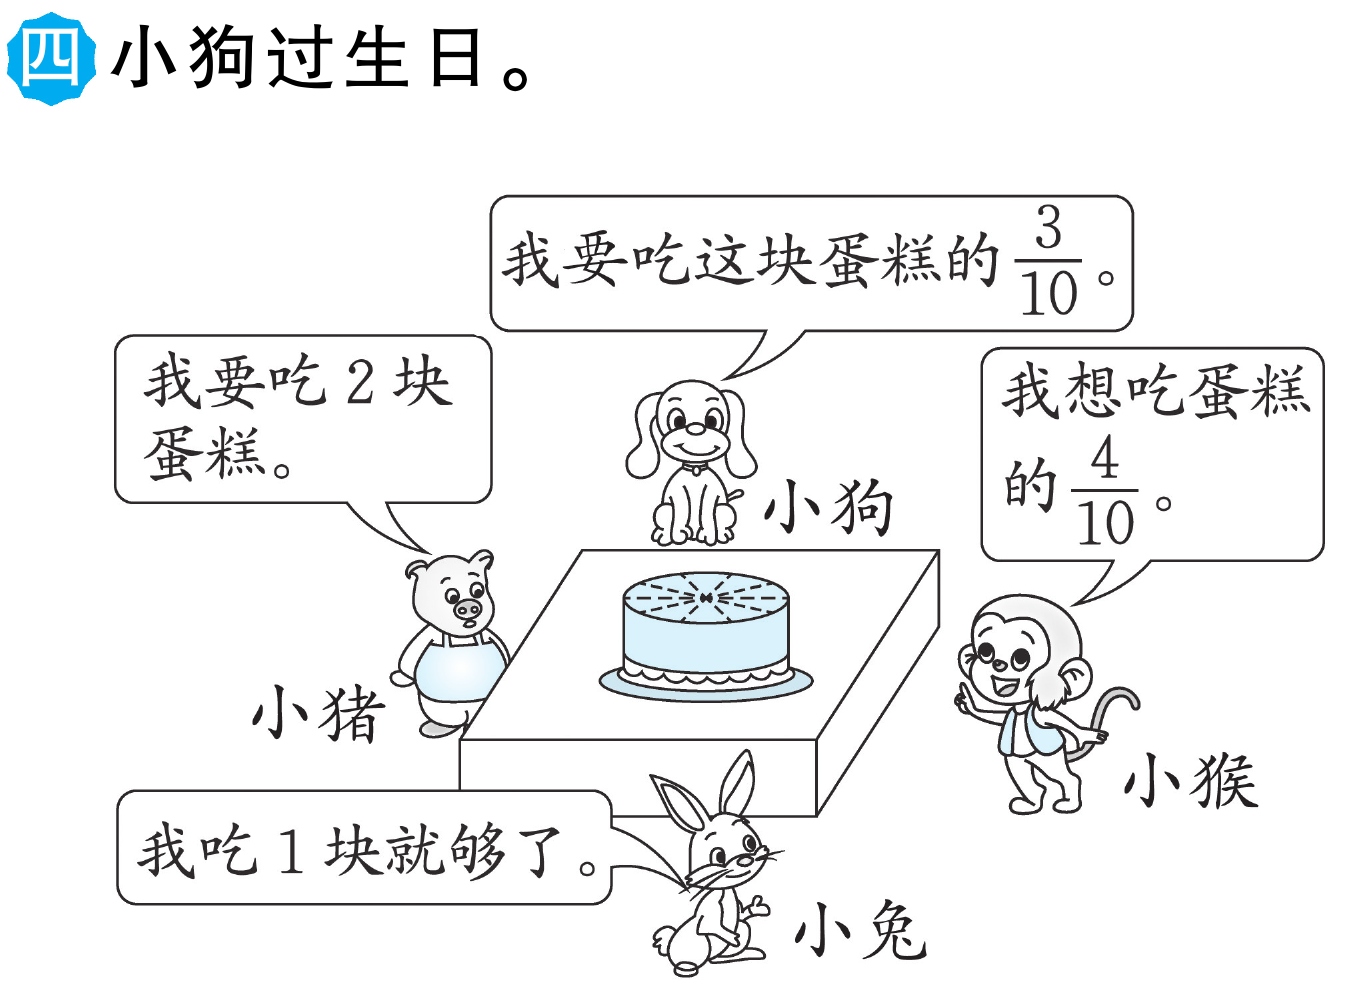 四 小狗过生日。
我要吃这块蛋糕的3/10。
我要吃2块
蛋糕。
我想吃蛋糕
的4/10。
小狗
小猪
小猴
我吃1块就够了。
小兔